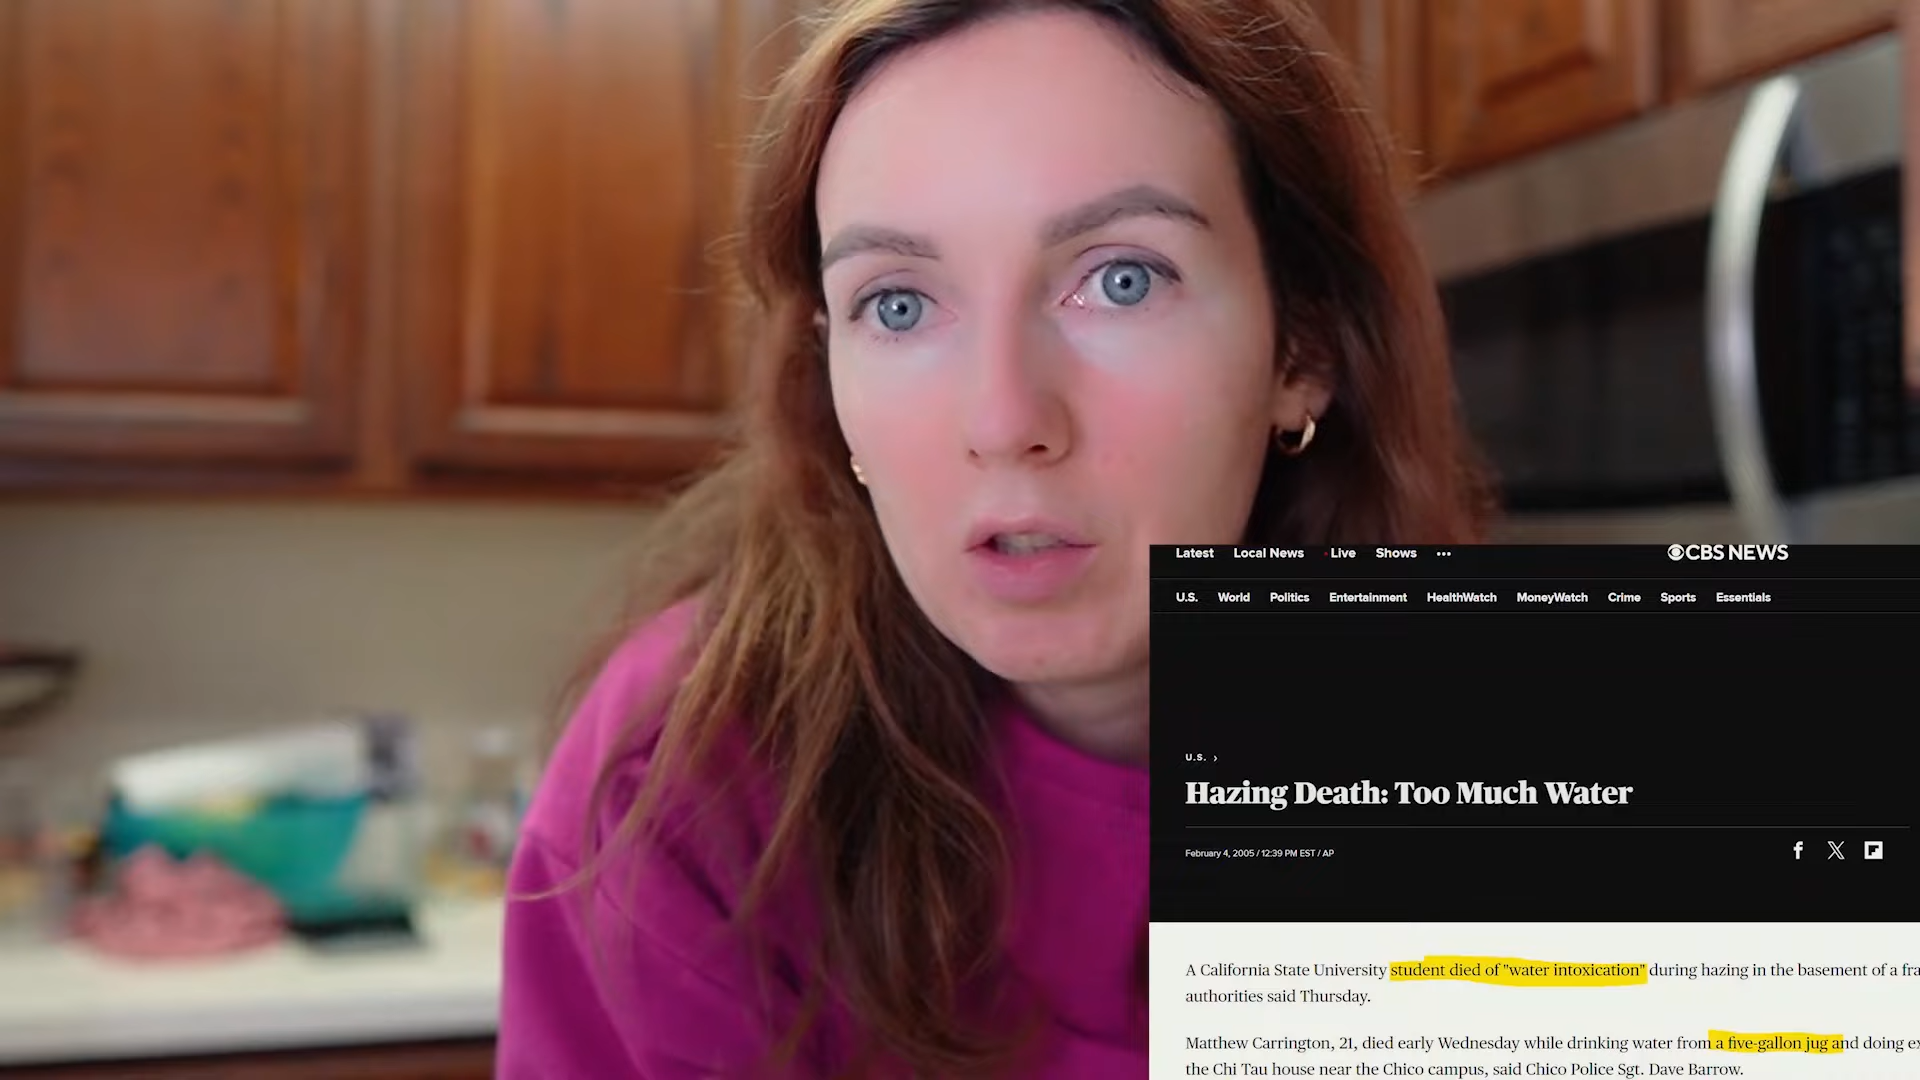 Latest Local News Live Shows ...
CBS NEWS
U.S. World Politics Entertainment HealthWatch MoneyWatch Crime Sports Essentials
U.S. ›
Hazing Death: Too Much Water
February 4, 2005 / 12:39 PM EST / AP
A California State University student died of "water intoxication" during hazing in the basement of a
authorities said Thursday.
Matthew Carrington, 21, died early Wednesday while drinking water from a five-gallon jug and doing
the Chi Tau house near the Chico campus, said Chico Police Sgt. Dave Barrow.